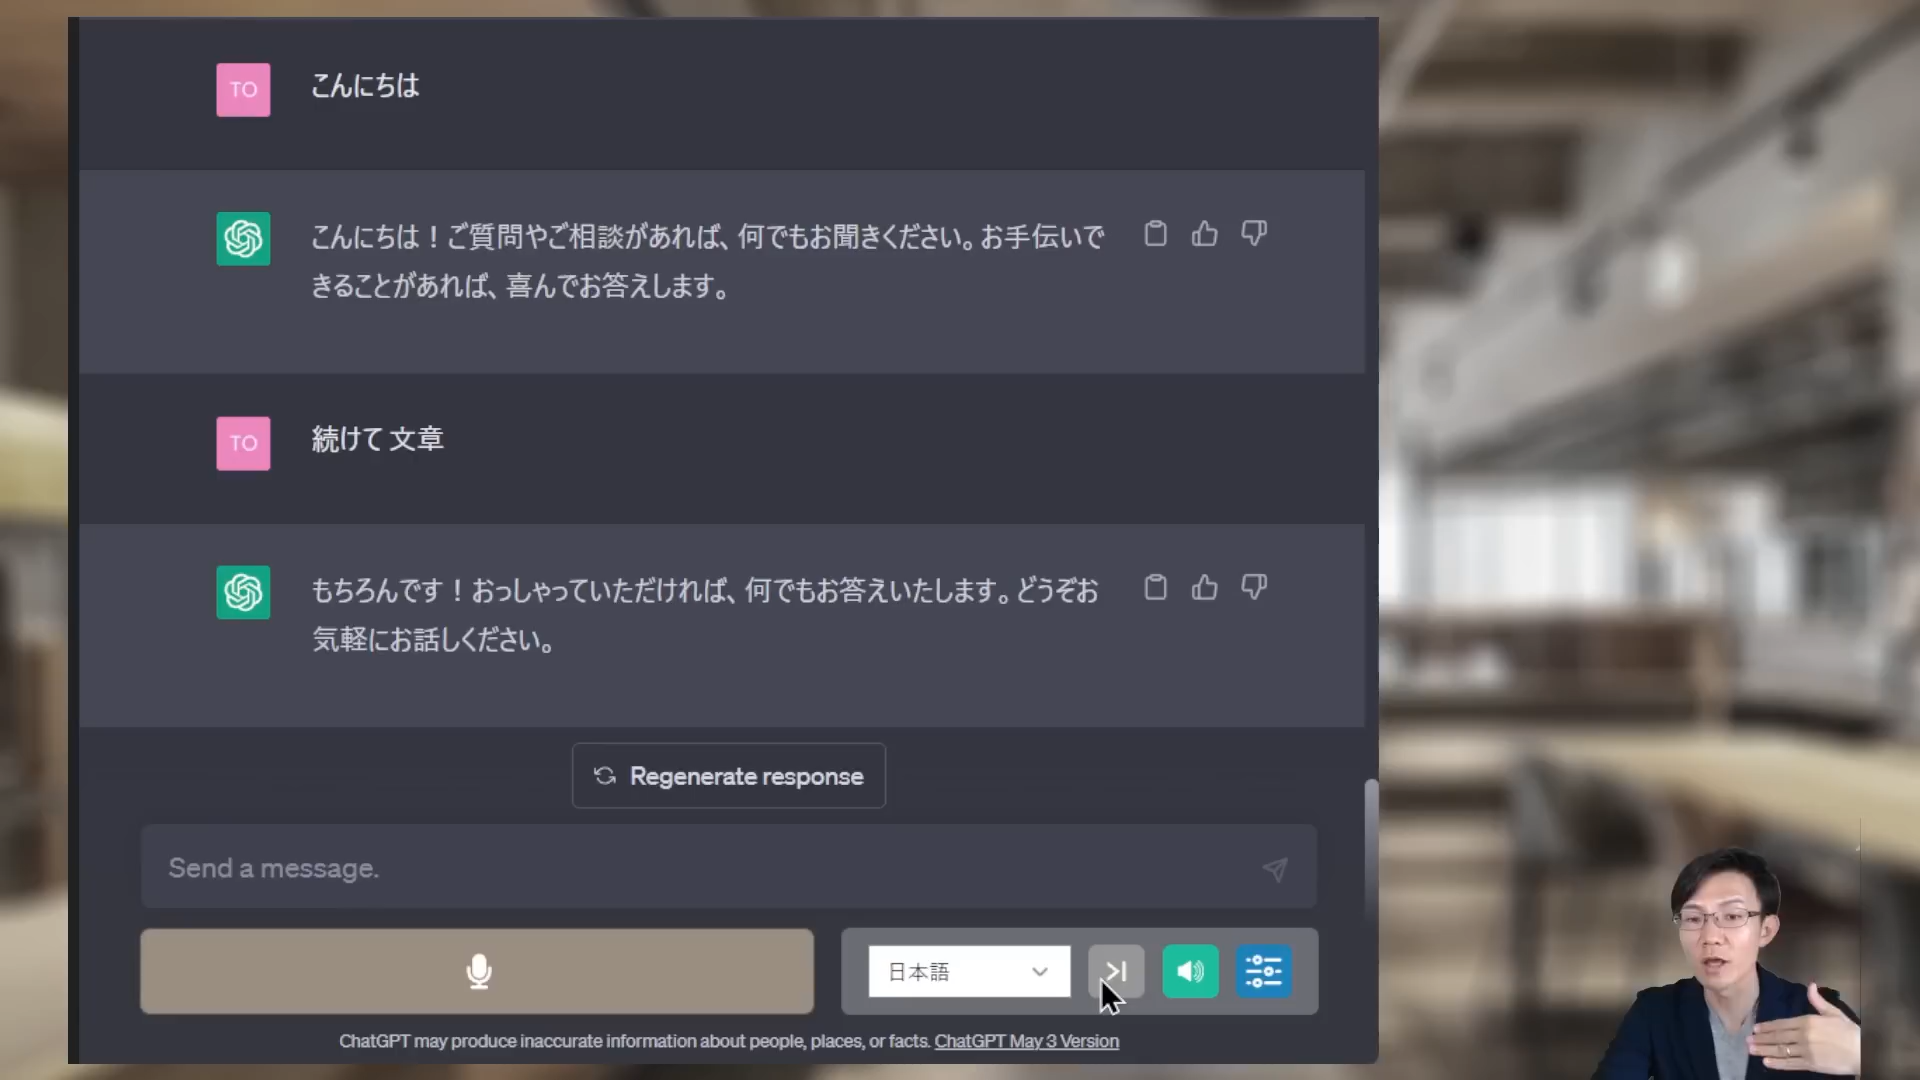 TO
こんにちは
こんにちは！ご質問やご相談があれば、何でもお聞きください。お手伝いで
きることがあれば、喜んでお答えします。
TO
続けて 文章
もちろんです！おっしゃっていただければ、何でもお答えいたします。どうぞお
気軽にお話しください。
Regenerate response
Send a message.
日本語
ChatGPT may produce inaccurate information about people, places, or facts. ChatGPT May 3 Version